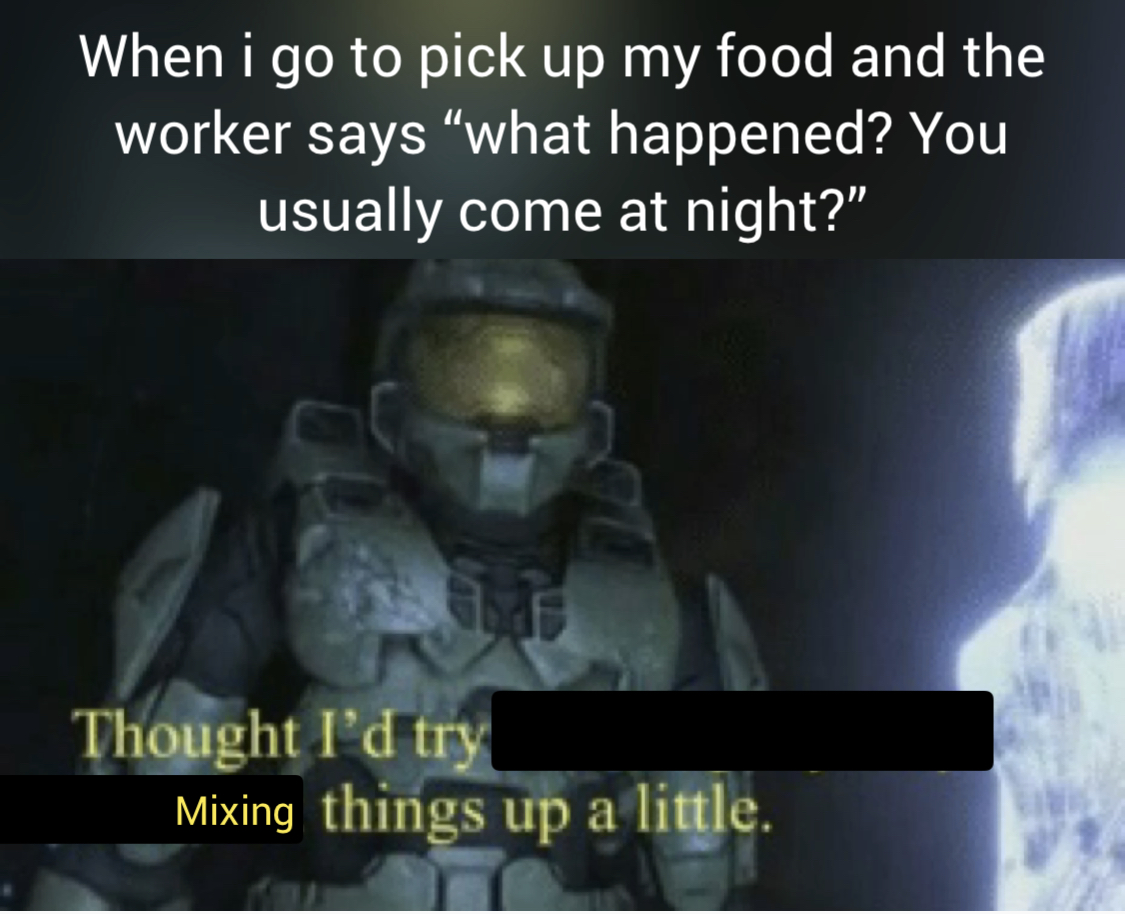 When i go to pick up my food and the
worker says “what happened? You
usually come at night?”
Thought I’d try
Mixing things up a little.